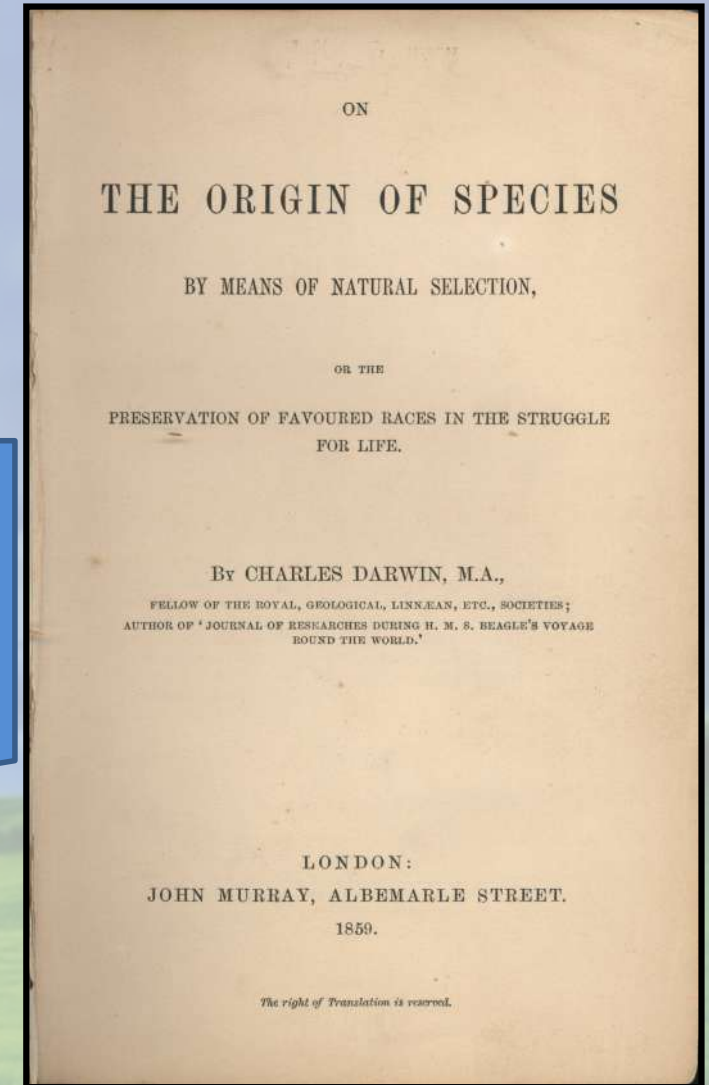 ON
THE ORIGIN OF SPECIES
BY MEANS OF NATURAL SELECTION,
OR THE
PRESERVATION OF FAVOURED RACES IN THE STRUGGLE
FOR LIFE.
BY CHARLES DARWIN, M.A.,
FELLOW OF THE ROYAL, GEOLOGICAL, LINNÆAN, ETC., SOCIETIES;
AUTHOR OF 'JOURNAL OF RESEARCHES DURING H. M. S. BEAGLE'S VOYAGE
ROUND THE WORLD.'
LONDON:
JOHN MURRAY, ALBEMARLE STREET.
1859.
The right of Translation is reserved.